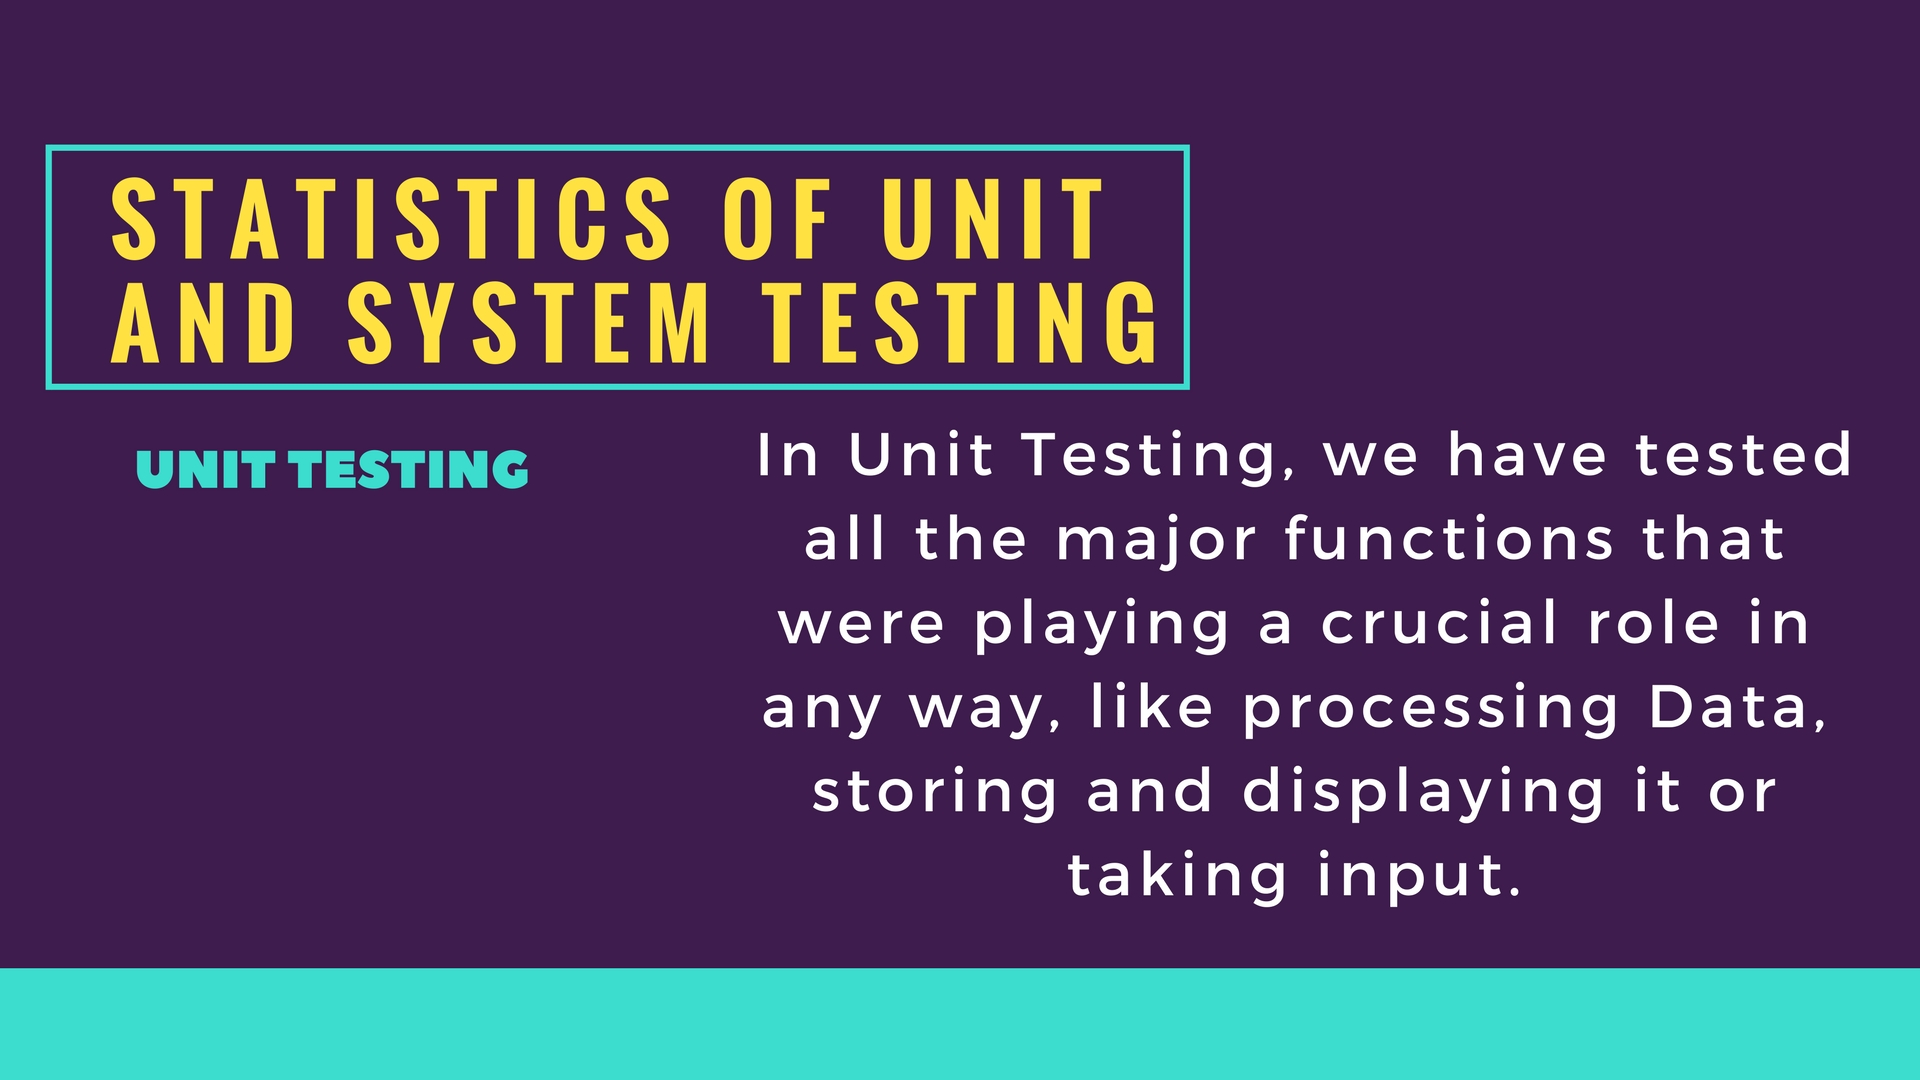 STATISTICS OF UNIT
AND SYSTEM TESTING
UNIT TESTING
In Unit Testing, we have tested
all the major functions that
were playing a crucial role in
any way, like processing Data,
storing and displaying it or
taking input.